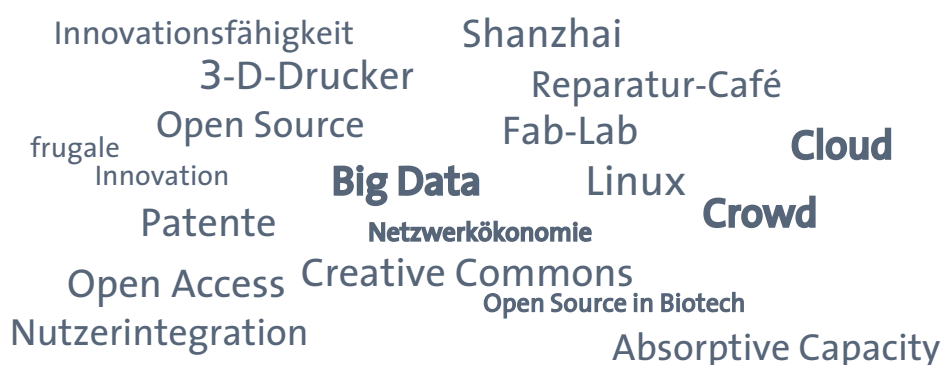 Innovationsfähigkeit
Shanzhai
3-D-Drucker
Reparatur-Café
Open Source
Fab-Lab
Cloud
frugale
Innovation
Big Data
Linux
Crowd
Patente
Netzwerkökonomie
Creative Commons
Open Access
Open Source in Biotech
Nutzerintegration
Absorptive Capacity